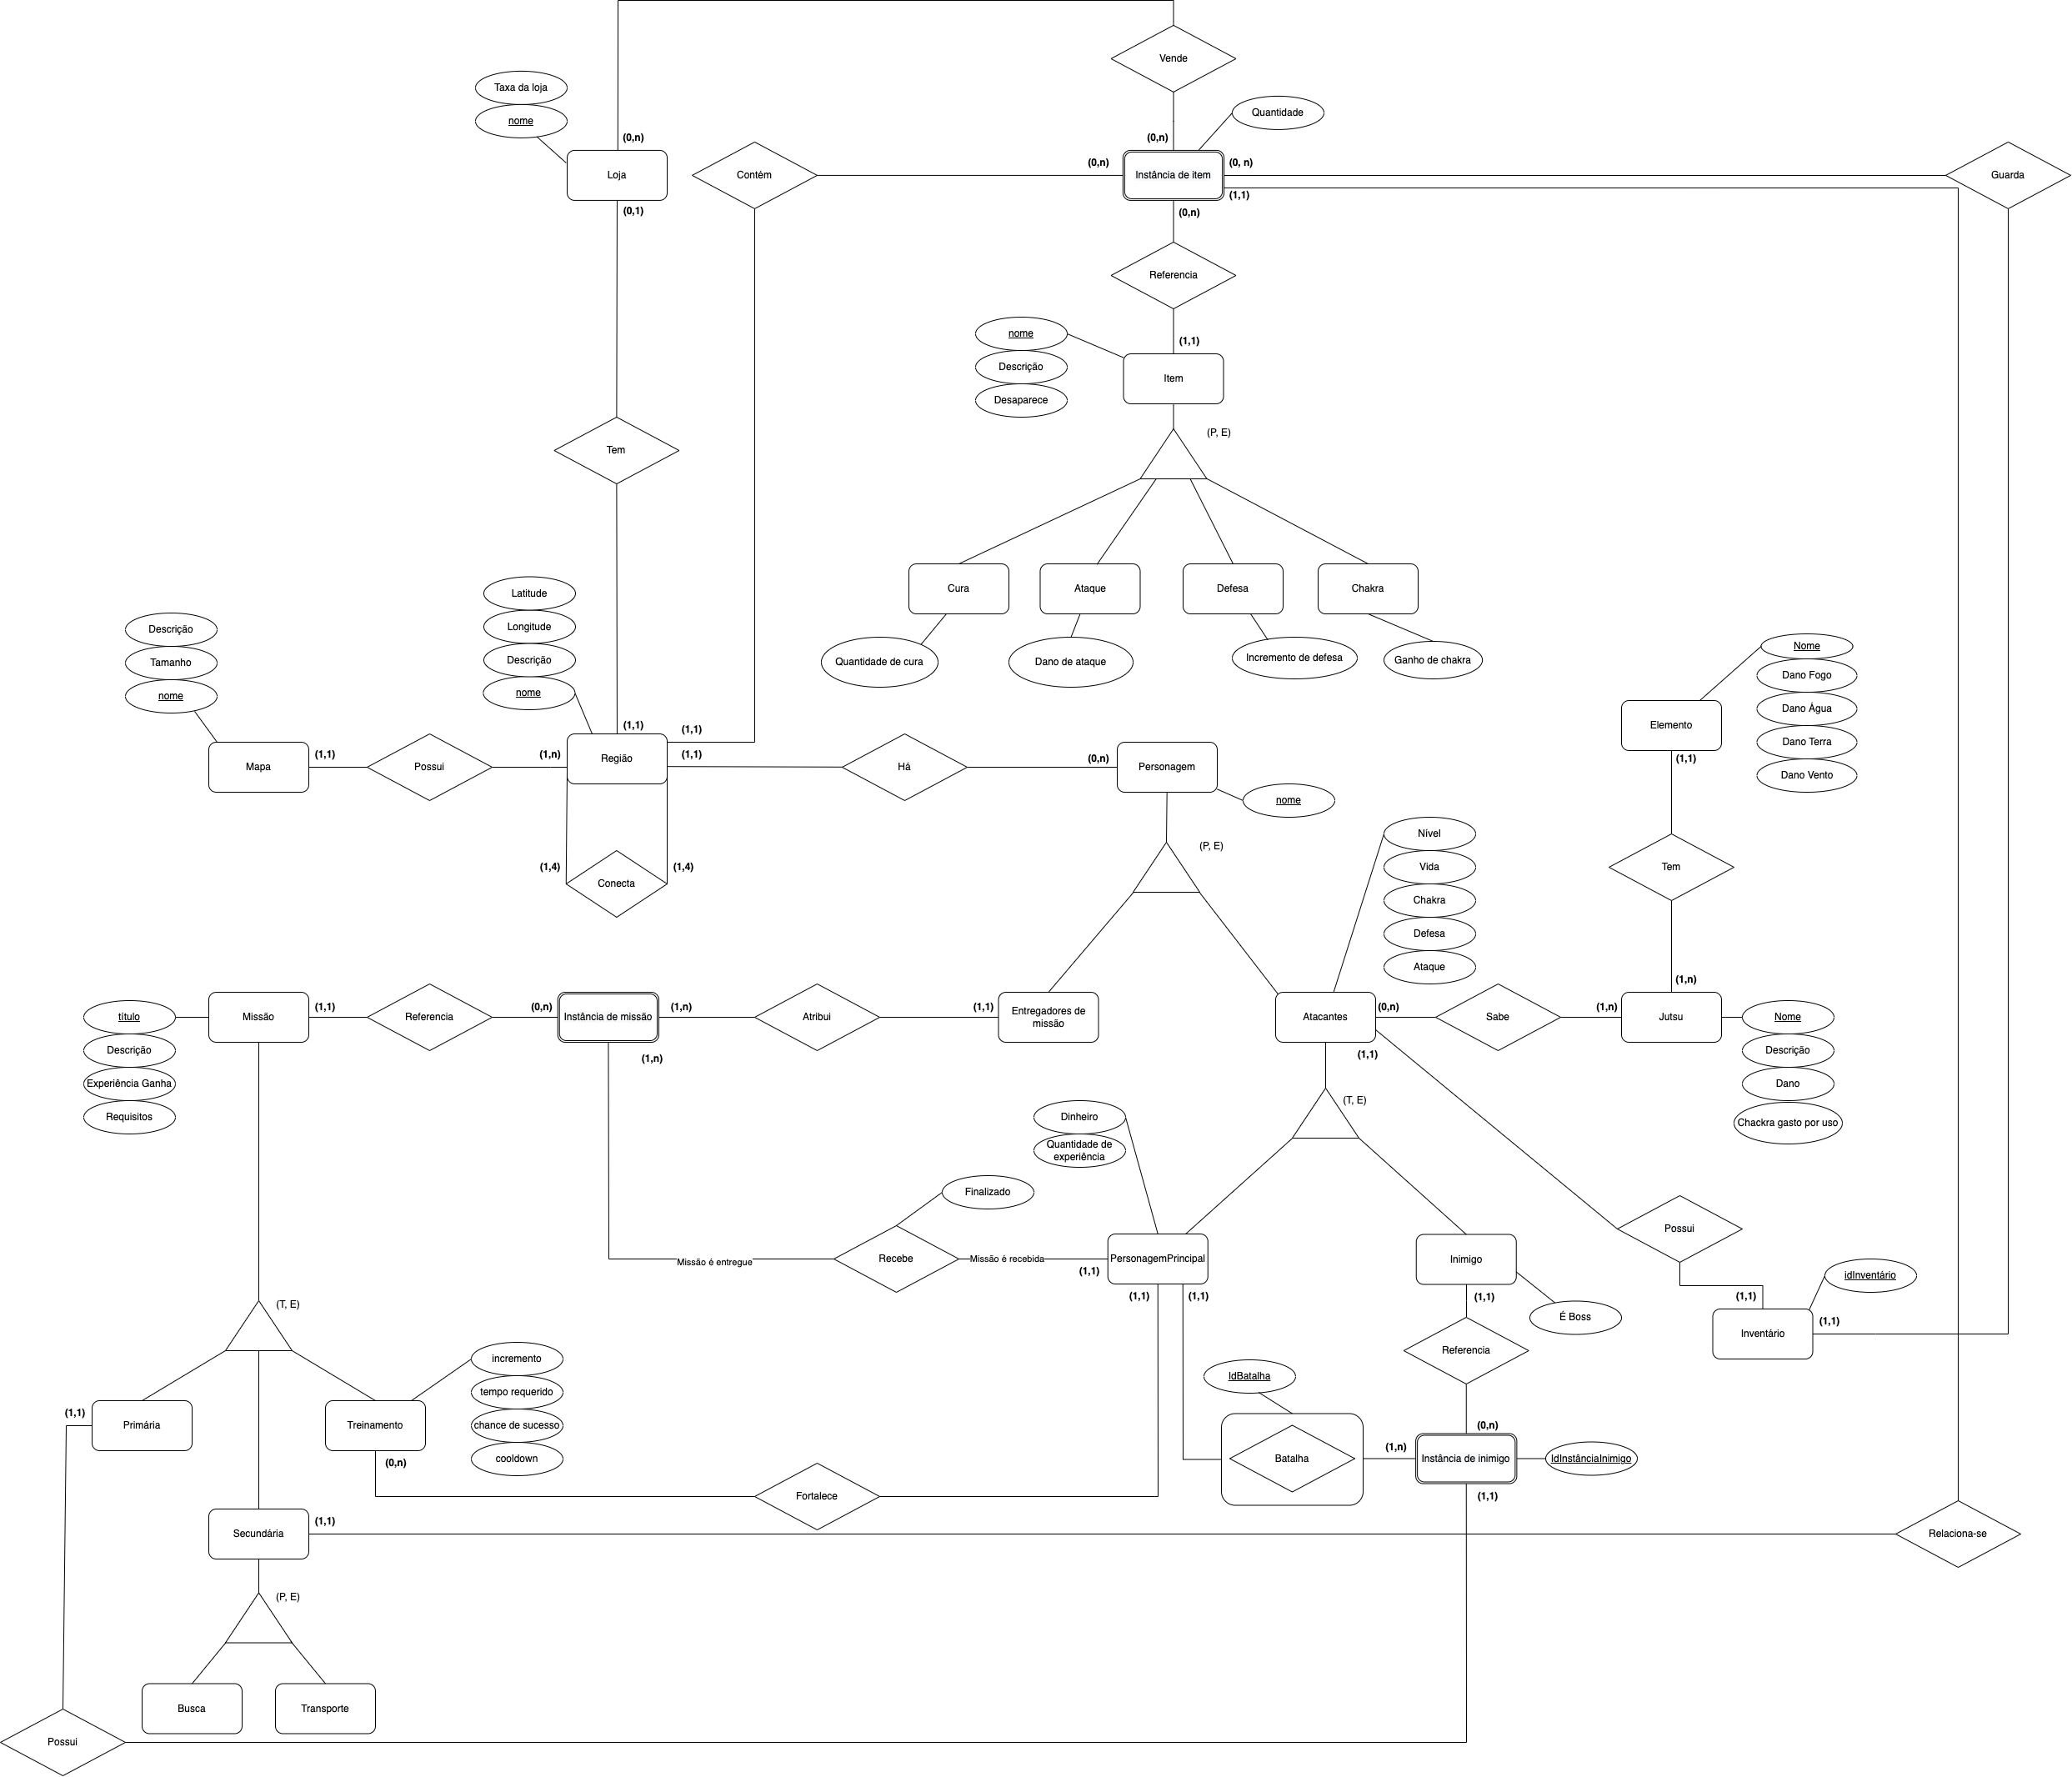 Vende
Taxa da loja
nome
Quantidade
(0,n)
(0,n)
Loja
Contém
(0,n)
Instância de item
(0, n)
(1,1)
Guarda
(0,1)
(0,n)
Referencia
nome
Descrição
Desaparece
(1,1)
Item
(P, E)
Tem
Cura
Ataque
Defesa
Chakra
Quantidade de cura
Dano de ataque
Incremento de defesa
Ganho de chakra
Latitude
Longitude
Descrição
nome
Descrição
Tamanho
nome
Nome
Dano Fogo
Dano Água
Dano Terra
Dano Vento
Elemento
(1,1)
(1,1)
(1,1)
(1,1)
Mapa
(1,1)
Possui
(1,n)
Região
Há
(0,n)
Personagem
nome
(P, E)
(1,4)
Conecta
(1,4)
Nível
Vida
Chakra
Defesa
Ataque
Tem
(1,n)
titulo
Descrição
Experiência Ganha
Requisitos
Missão
(1,1)
Referencia
(0,n)
Instância de missão
(1,n)
(1,n)
Atribui
(1,1)
Entregadores de
missão
Atacantes
(0,n)
(1,1)
Sabe
(1,n)
Jutsu
Nome
Descrição
Dano
Chackra gasto por uso
(T, E)
Dinheiro
Quantidade de
experiência
Finalizado
Missão é entregue
Recebe
Missão é recebida
(1,1)
PersonagemPrincipal
(1,1)
(1,1)
Inimigo
(1,1)
É Boss
Possui
idInventário
(1,1)
(1,1)
Inventário
(T, E)
Referencia
incremento
tempo requerido
chance de sucesso
cooldown
(1,1)
Primária
Treinamento
(0,n)
IdBatalha
Batalha
(1,n)
(0,n)
Instância de inimigo
IdInstânciaInimigo
(1,1)
Fortalece
Secundária
(1,1)
Relaciona-se
(P, E)
Busca
Transporte
Possui